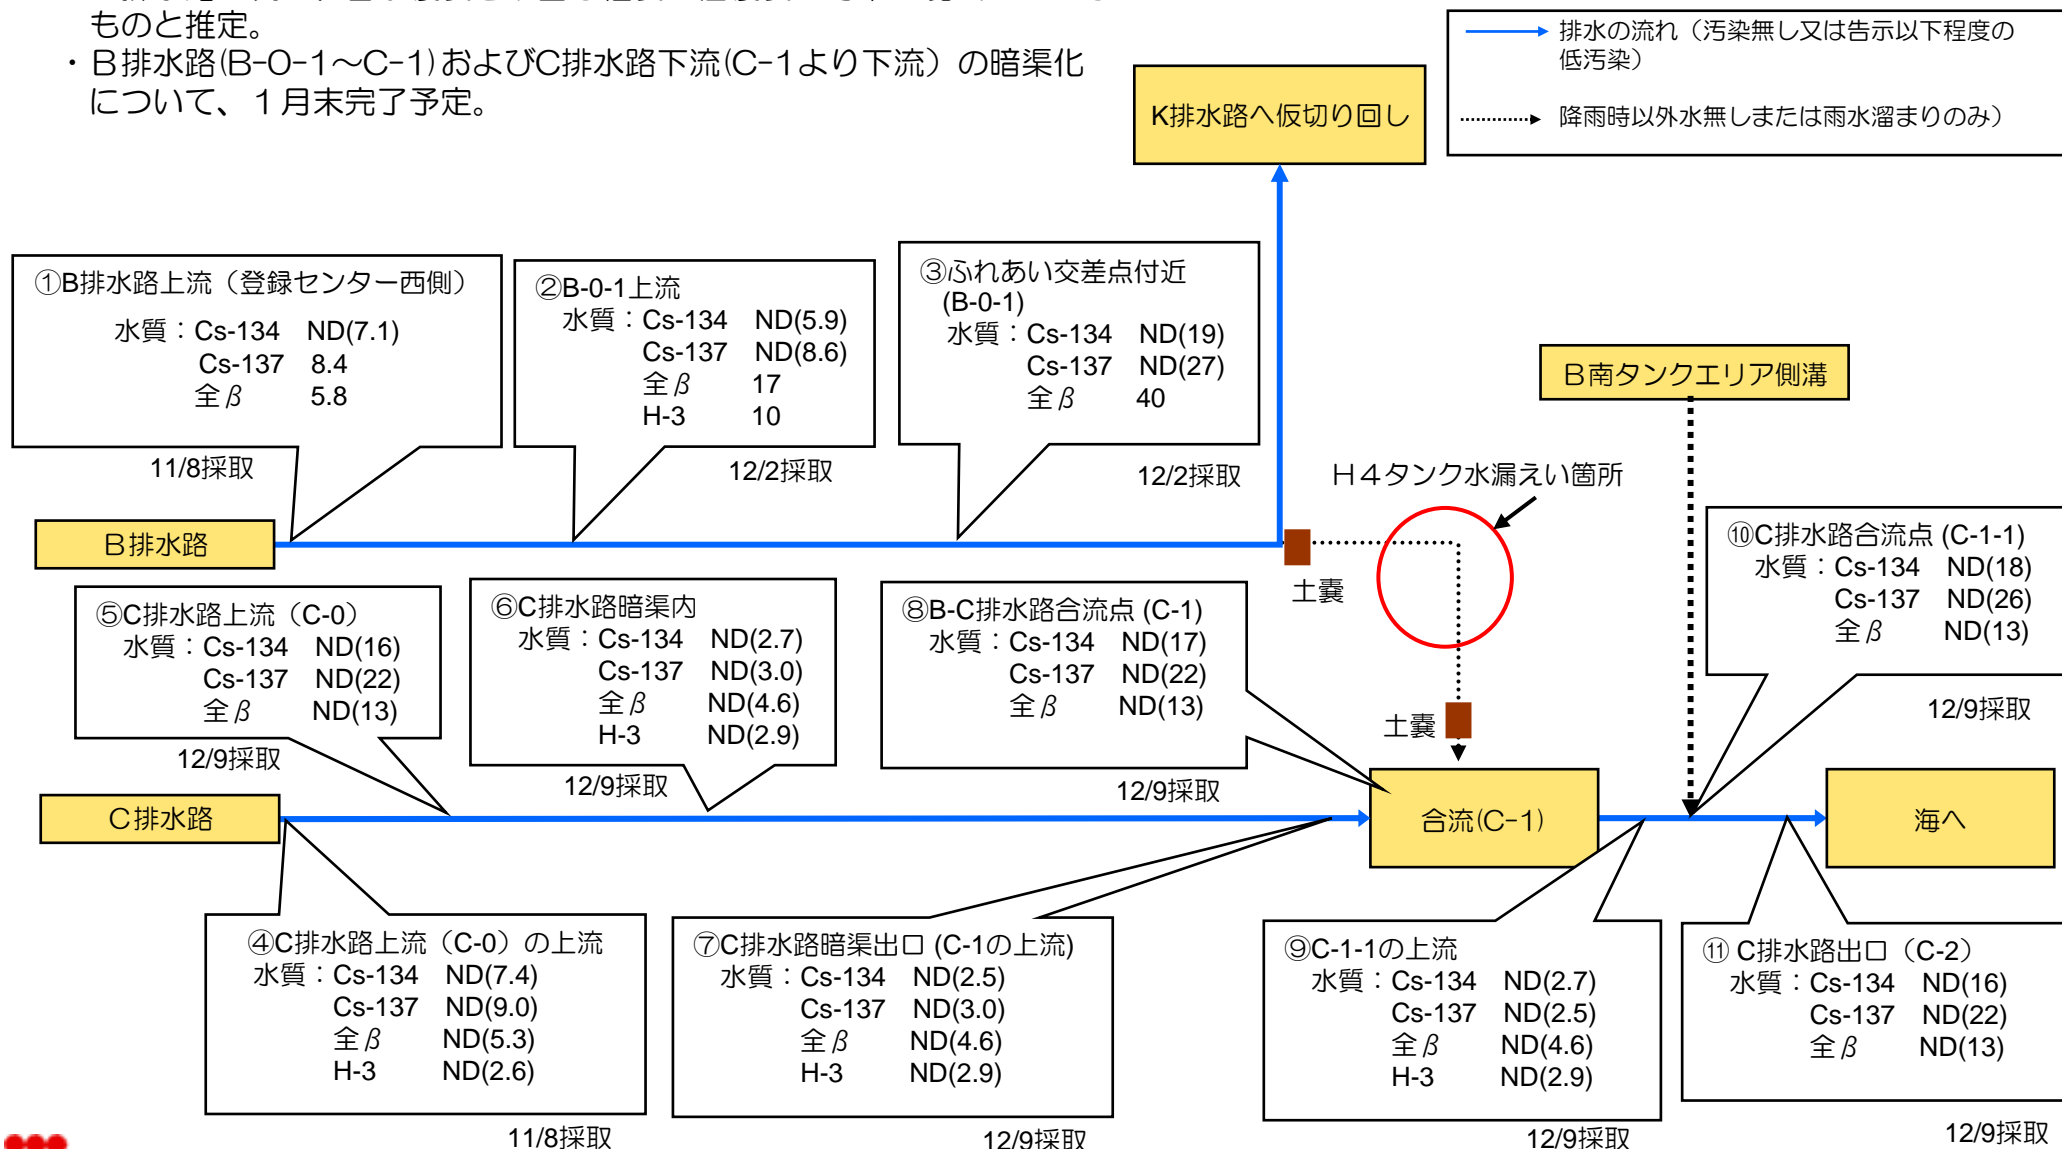 ものと推定。
・B排水路(B-0-1～C-1)およびC排水路下流(C-1より下流）の暗渠化
について、１月末完了予定。
排水の流れ（汚染無し又は告示以下程度の
低汚染）
降雨時以外水無しまたは雨水溜まりのみ）
K排水路へ仮切り回し
①B排水路上流（登録センター西側）
水質：Cs-134 ND(7.1)
Cs-137 8.4
全β 5.8
11/8採取
②B-0-1上流
水質：Cs-134 ND(5.9)
Cs-137 ND(8.6)
全β 17
H-3 10
12/2採取
③ふれあい交差点付近
(B-0-1)
水質：Cs-134 ND(19)
Cs-137 ND(27)
全β 40
12/2採取
B南タンクエリア側溝
H４タンク水漏えい箇所
B排水路
土嚢
土嚢
⑤C排水路上流（C-0）
水質：Cs-134 ND(16)
Cs-137 ND(22)
全β ND(13)
12/9採取
⑥C排水路暗渠内
水質：Cs-134 ND(2.7)
Cs-137 ND(3.0)
全β ND(4.6)
H-3 ND(2.9)
12/9採取
⑧B-C排水路合流点 (C-1)
水質：Cs-134 ND(17)
Cs-137 ND(22)
全β ND(13)
12/9採取
⑩C排水路合流点 (C-1-1)
水質：Cs-134 ND(18)
Cs-137 ND(26)
全β ND(13)
12/9採取
C排水路
合流(C-1)
海へ
④C排水路上流（C-0）の上流
水質：Cs-134 ND(7.4)
Cs-137 ND(9.0)
全β ND(5.3)
H-3 ND(2.6)
11/8採取
⑦C排水路暗渠出口 (C-1の上流)
水質：Cs-134 ND(2.5)
Cs-137 ND(3.0)
全β ND(4.6)
H-3 ND(2.9)
12/9採取
⑨C-1-1の上流
水質：Cs-134 ND(2.7)
Cs-137 ND(2.5)
全β ND(4.6)
H-3 ND(2.9)
12/9採取
⑪ C排水路出口（C-2）
水質：Cs-134 ND(16)
Cs-137 ND(22)
全β ND(13)
12/9採取